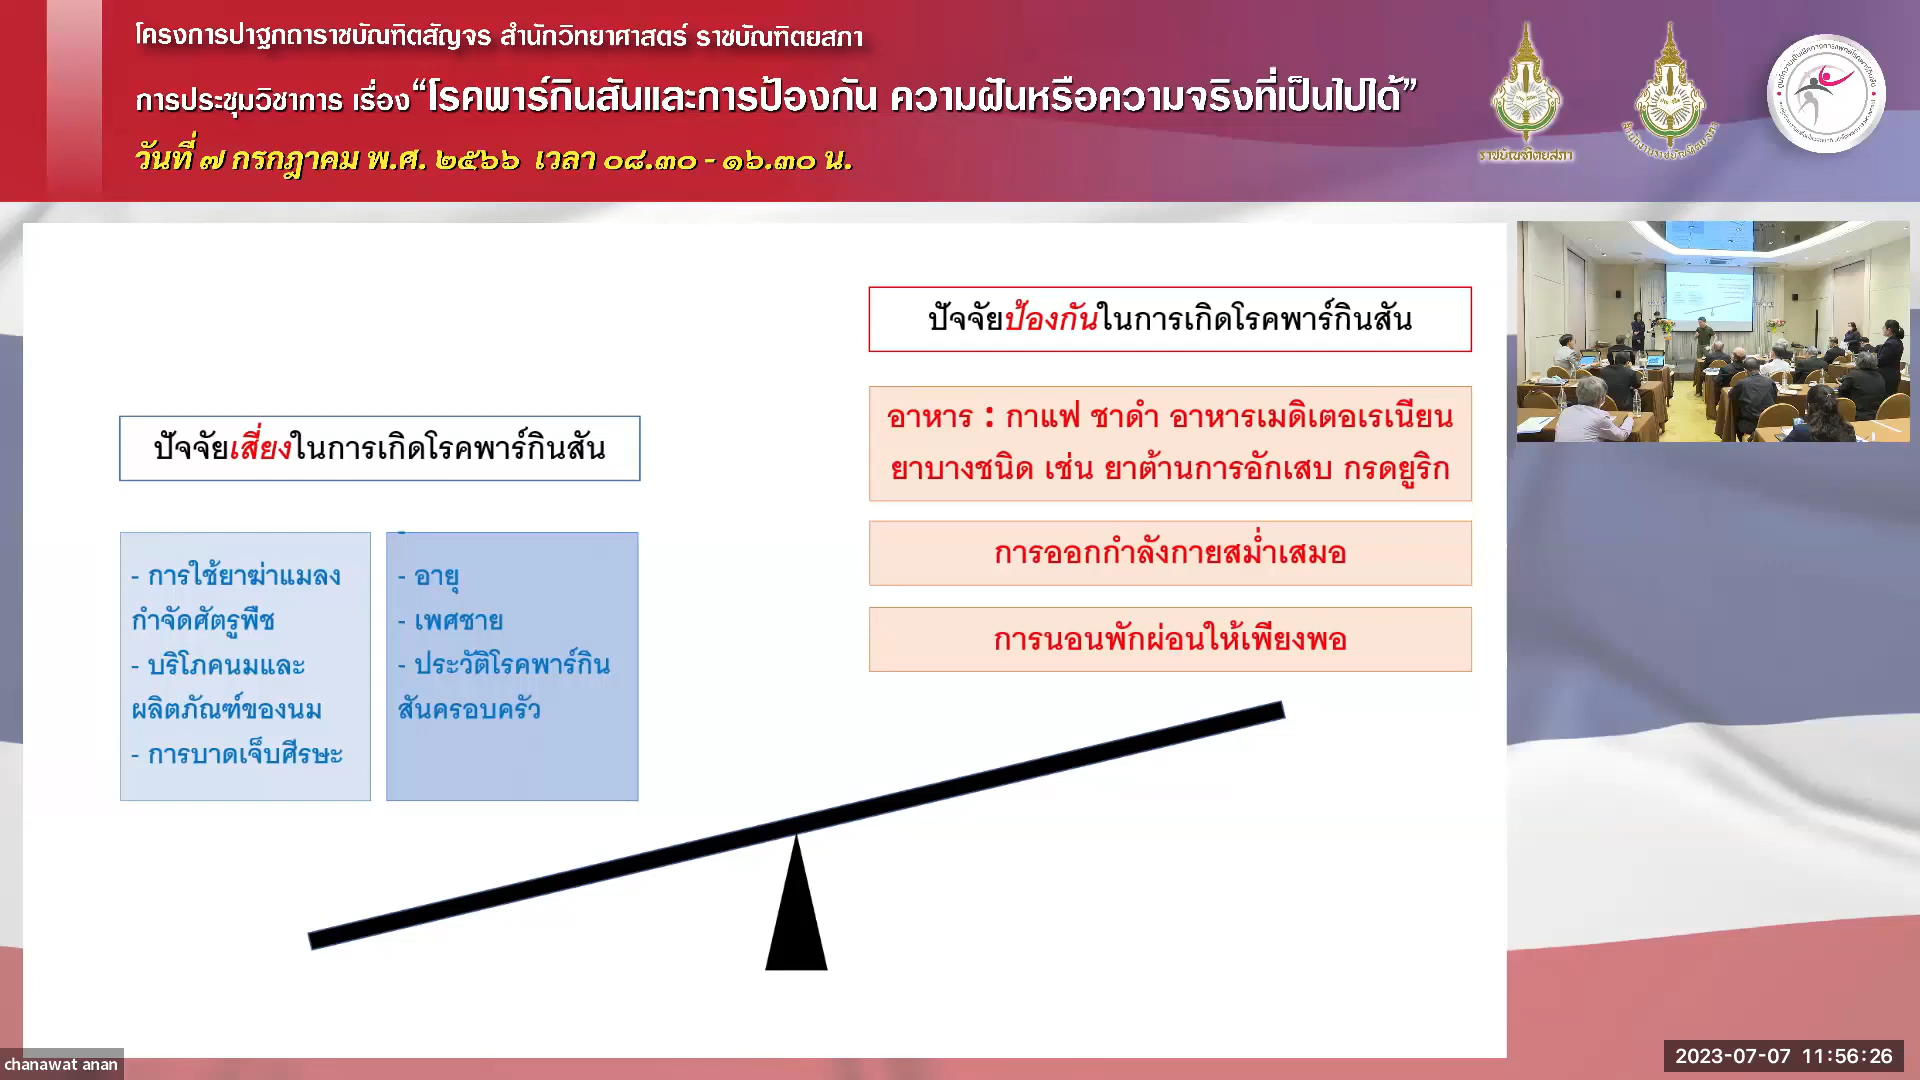 โครงการปาฐกถาราชบัณฑิตสัญจร สำนักวิทยาศาสตร์ ราชบัณฑิตยสภา
การประชุมวิชาการ เรื่อง “โรคพาร์กินสันและการป้องกัน ความฝันหรือความจริงที่เป็นไปได้”
วันที่ ๗ กรกฎาคม พ.ศ. ๒๕๖๖ เวลา ๐๘.๓๐ - ๑๖.๓๐ น.
ราชบัณฑิตยสภา
สำนักงานราชบัณฑิตยสภา
ปัจจัยป้องกันในการเกิดโรคพาร์กินสัน
อาหาร : กาแฟ ชาดำ อาหารเมดิเตอเรเนียน
ยาบางชนิด เช่น ยาต้านการอักเสบ กรดยูริก
การออกกำลังกายสม่ำเสมอ
การนอนพักผ่อนให้เพียงพอ
ปัจจัยเสี่ยงในการเกิดโรคพาร์กินสัน
- การใช้ยาฆ่าแมลง
กำจัดศัตรูพืช
- บริโภคนมและ
ผลิตภัณฑ์ของนม
- การบาดเจ็บศีรษะ
-
- อายุ
- เพศชาย
- ประวัติโรคพาร์กิน
สันครอบครัว
chanawat anan
2023-07-07 11:56:26